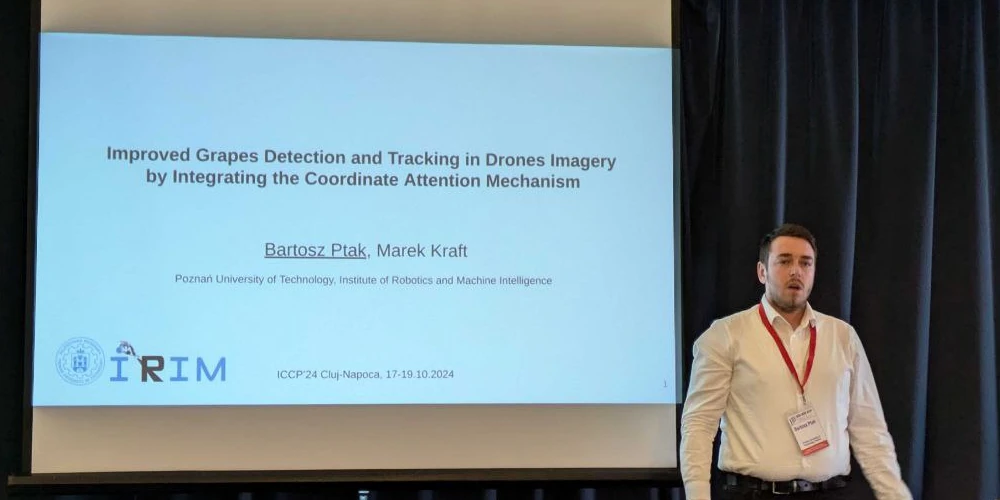 Improved Grapes Detection and Tracking in Drones Imagery
by Integrating the Coordinate Attention Mechanism
Bartosz Ptak, Marek Kraft
Poznań University of Technology, Institute of Robotics and Machine Intelligence
IRIM
ICCP'24 Cluj-Napoca, 17-19.10.2024
1
Bartosz Ptak